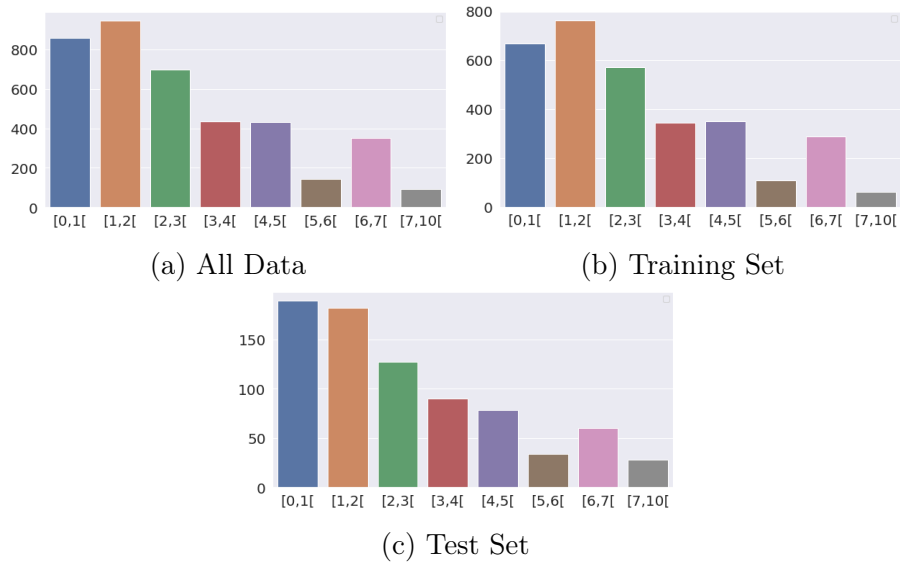 800
600
400
200
0
[0,1[ [1,2[ [2,3[ [3,4[ [4,5[ [5,6[ [6,7[ [7,10[
(a) All Data
800
600
400
200
0
[0,1[ [1,2[ [2,3[ [3,4[ [4,5[ [5,6[ [6,7[ [7,10[
(b) Training Set
150
100
50
0
[0,1[ [1,2[ [2,3[ [3,4[ [4,5[ [5,6[ [6,7[ [7,10[
(c) Test Set